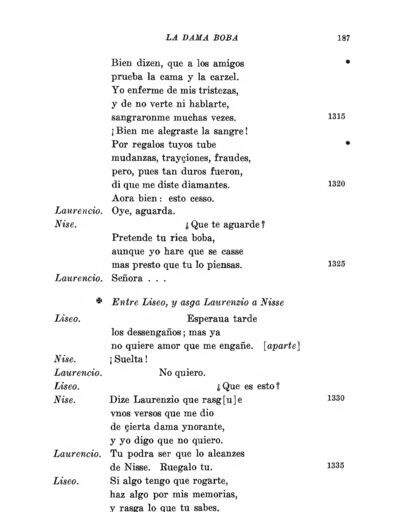 LA DAMA BOBA 187
Bien dizen, que a los amigos *
prueba la cama y la carzel.
Yo enferme de mis tristezas,
y de no verte ni hablarte,
sangraronme muchas vezes. 1315
¡Bien me alegraste la sangre!
Por regalos tuyos tube *
mudanzas, trayçiones, fraudes,
pero, pues tan duros fueron,
di que me diste diamantes. 1320
Aora bien: esto cesso.
Laurencio. Oye, aguarda.
Nise. ¿Que te aguarde?
Pretende tu rica boba,
aunque yo hare que se casse
mas presto que tu lo piensas. 1325
Laurencio. Señora . . .
✠ Entre Liseo, y asga Laurenzio a Nisse
Liseo. Esperaua tarde
los dessengaños; mas ya
no quiere amor que me engañe. [aparte]
Nise. ¡Suelta!
Laurencio. No quiero.
Liseo. ¿Que es esto?
Nise. Dize Laurenzio que rasg[u]e 1330
vnos versos que me dio
de çierta dama ynorante,
y yo digo que no quiero.
Laurencio. Tu podra ser que lo alcanzes
de Nisse. Ruegalo tu. 1335
Liseo. Si algo tengo que rogarte,
haz algo por mis memorias,
y rasga lo que tu sabes.